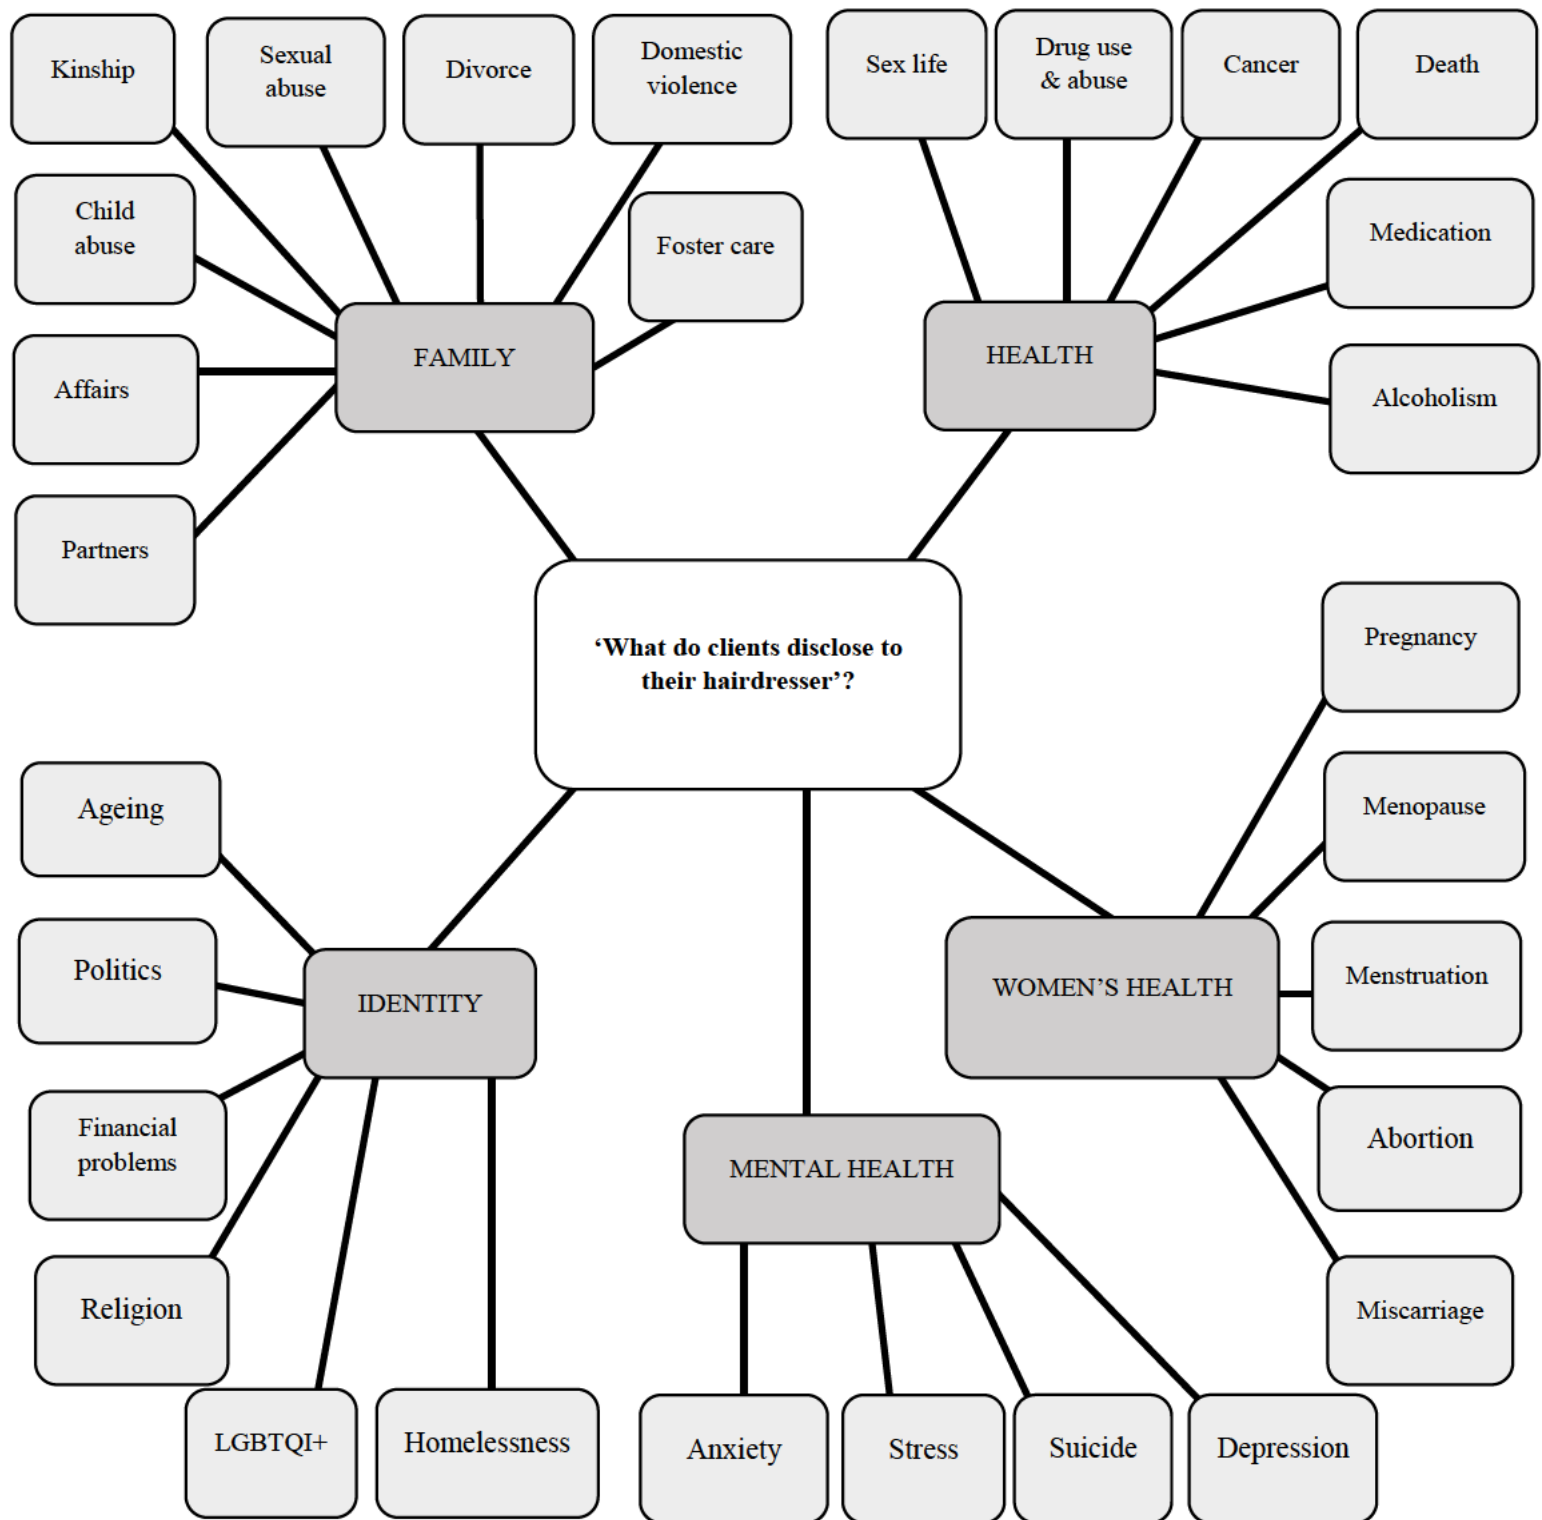 Kinship
Sexual
abuse
Divorce
Domestic
violence
Sex life
Drug use
& abuse
Cancer
Death
Child
abuse
Foster care
Medication
FAMILY
HEALTH
Affairs
Alcoholism
Partners
‘What do clients disclose to
their hairdresser’?
Pregnancy
Ageing
Menopause
Politics
IDENTITY
WOMEN’S HEALTH
Menstruation
Financial
problems
MENTAL HEALTH
Abortion
Religion
Miscarriage
LGBTQI+
Homelessness
Anxiety
Stress
Suicide
Depression